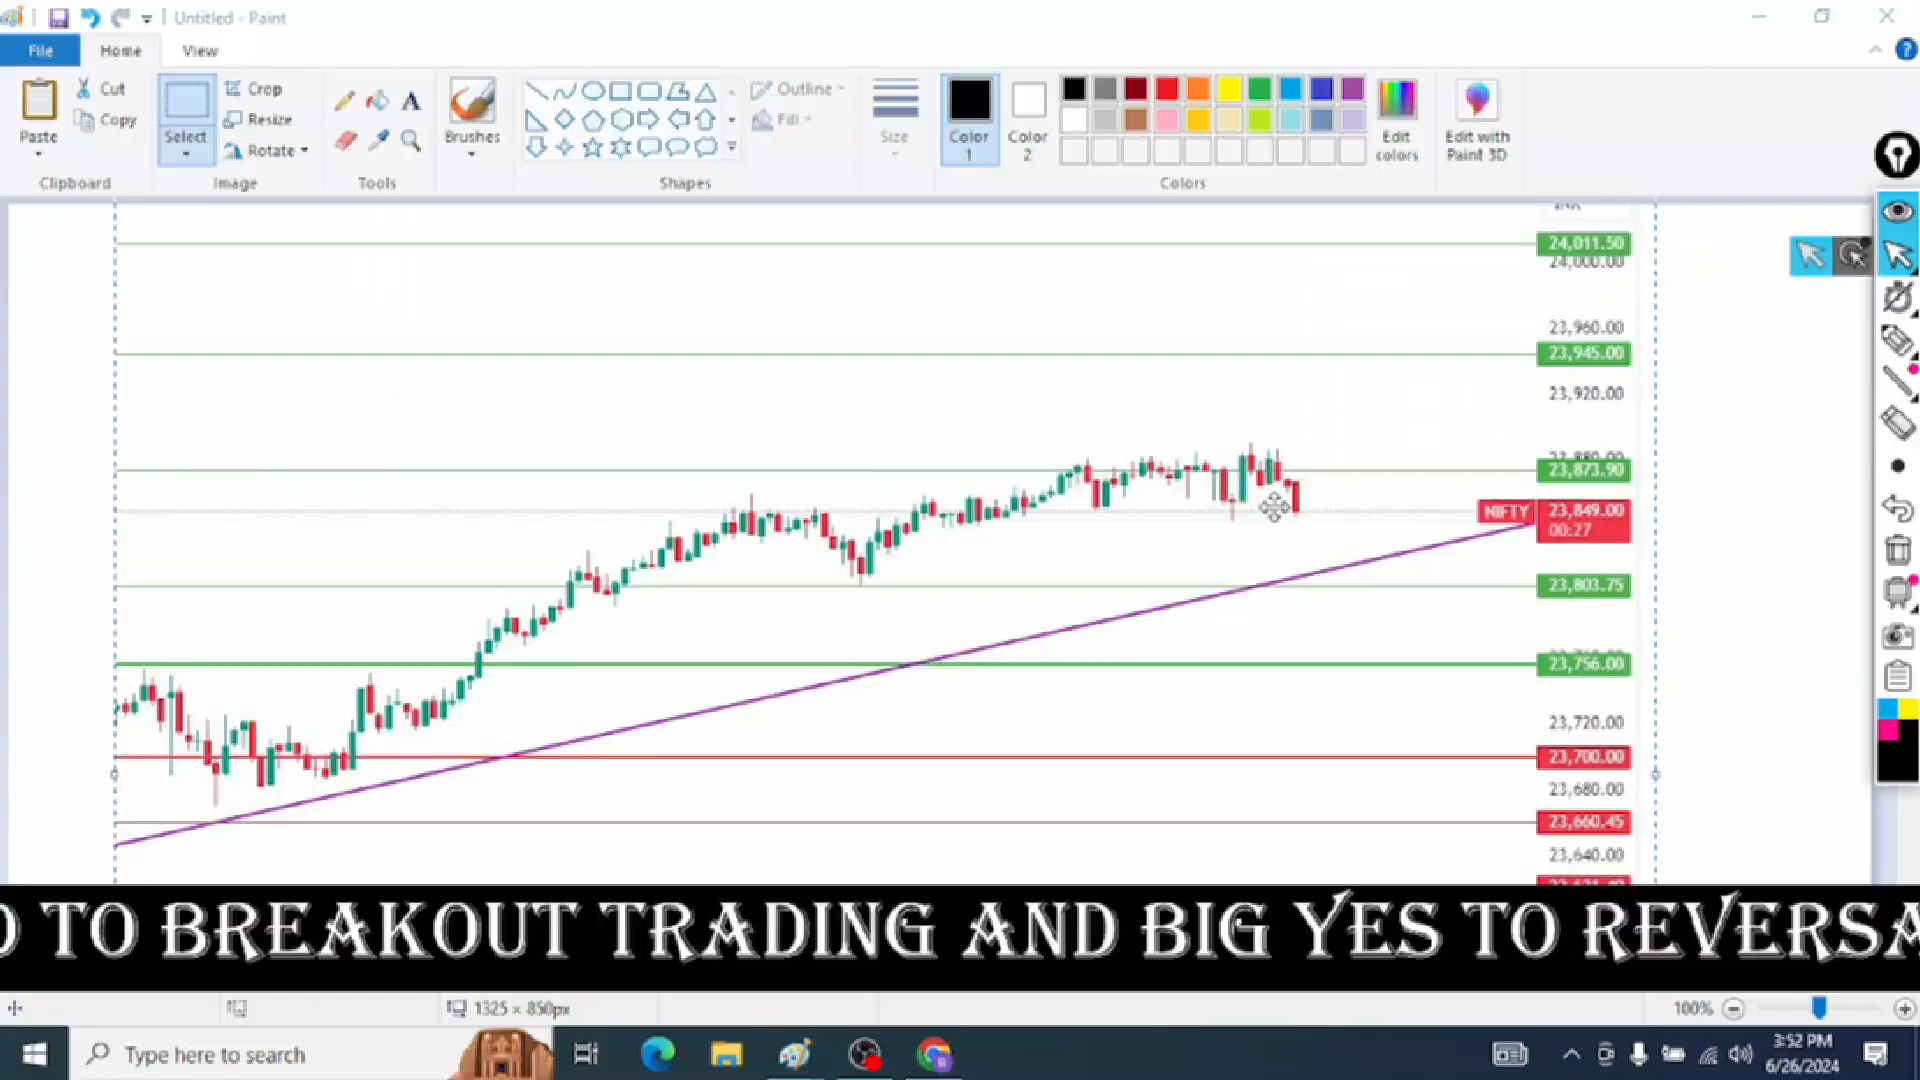 Untitled - Paint
File
Home
View
Paste
Cut
Copy
Clipboard
Select
Crop
Resize
Rotate
Image
Tools
Brushes
Shapes
Outline
Fill
Size
Color
1
Color
2
Edit
colors
Edit with
Paint 3D
Colors
24,011.50
24,000.00
23,960.00
23,945.00
23,920.00
23,873.90
NIFTY
23,849.00
00:27
23,803.75
23,756.00
23,720.00
23,700.00
23,680.00
23,660.45
23,640.00
TO BREAKOUT TRADING AND BIG YES TO REVERSA
1325 × 850px
100%
Type here to search
3:52 PM
6/26/2024